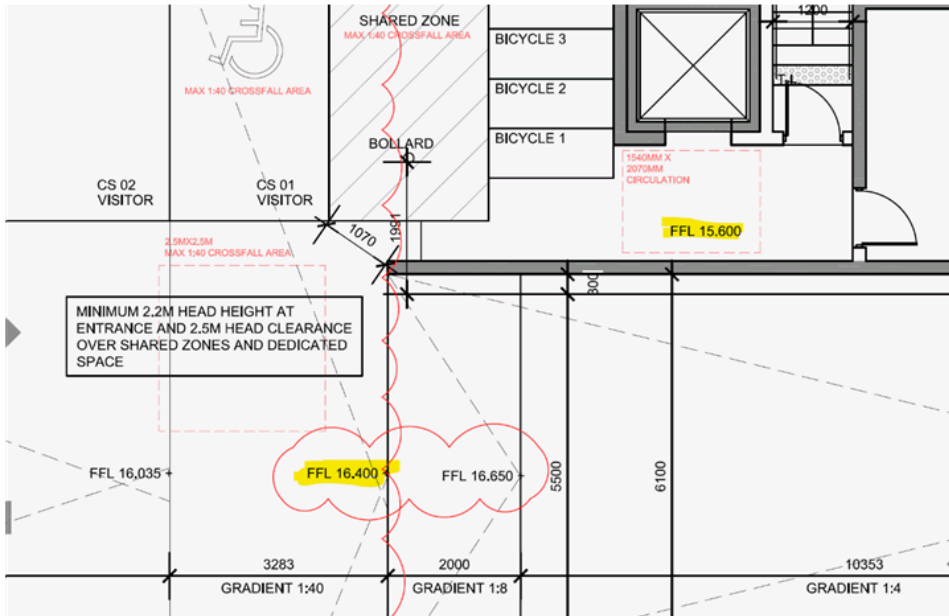 1200
SHARED ZONE
MAX 1:40 CROSSFALL AREA
BICYCLE 3
MAX 1:40 CROSSFALL AREA
BICYCLE 2
BOLLARD
BICYCLE 1
1540MM X
2070MM
CIRCULATION
CS 02
VISITOR
CS 01
VISITOR
1070
1991
FFL 15.600
2.5MX2.5M
MAX 1:40 CROSSFALL AREA
300
MINIMUM 2.2M HEAD HEIGHT AT
ENTRANCE AND 2.5M HEAD CLEARANCE
OVER SHARED ZONES AND DEDICATED
SPACE
FFL 16.035
FFL 16.400
FFL 16.650
5500
6100
3283
2000
10353
GRADIENT 1:40
GRADIENT 1:8
GRADIENT 1:4